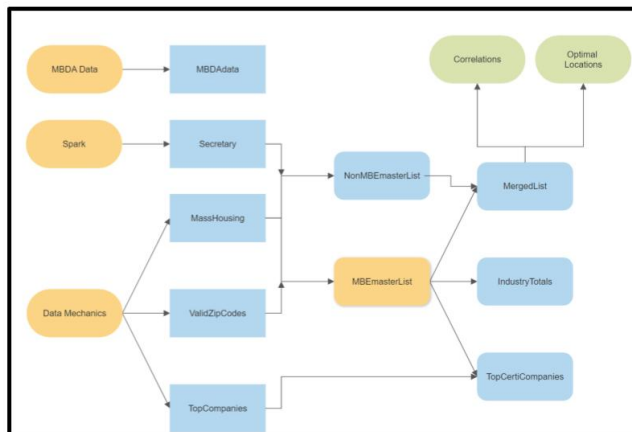 MBDA Data
MBDAdata
Correlations
Optimal
Locations
Spark
Secretary
NonMBEmasterList
MergedList
MassHousing
Data Mechanics
ValidZipCodes
MBEmasterList
IndustryTotals
TopCompanies
TopCertiCompanies